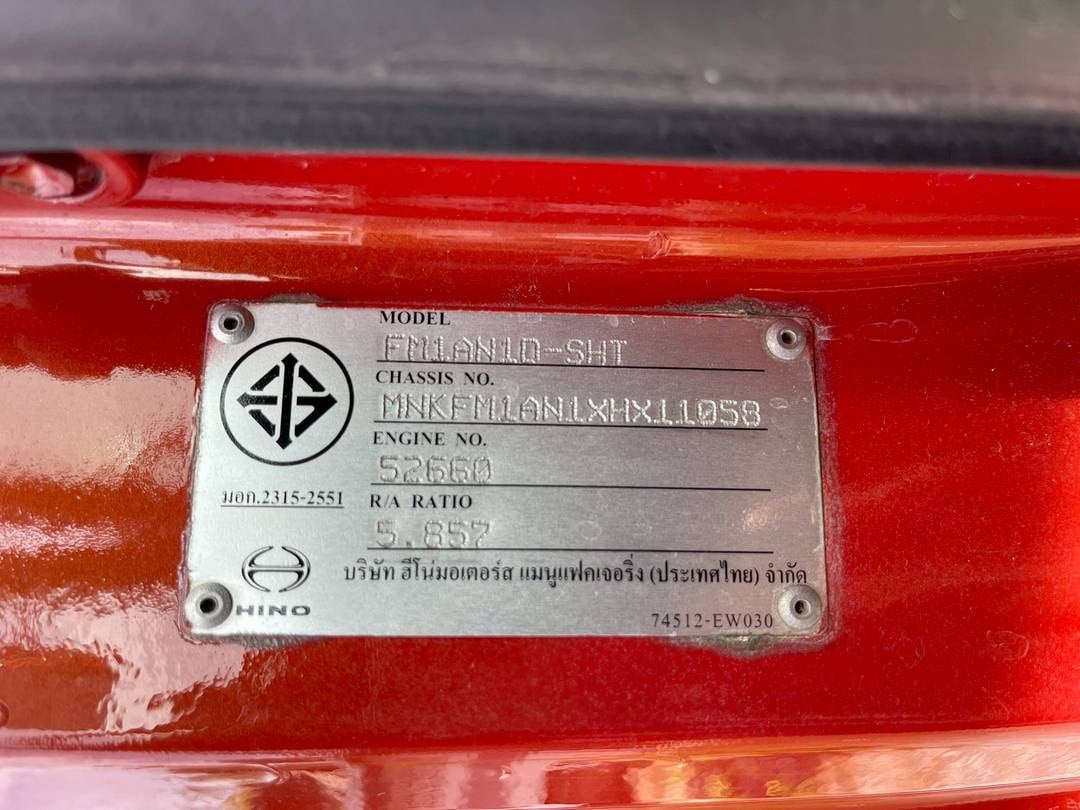 MODEL
FM1AN1D-SHT
CHASSIS NO.
MNKFM1AN1XHX11058
ENGINE NO.
52660
มอก.2315-2551
R/A RATIO
5.857
บริษัท ฮีโน่มอเตอร์ส แมนูแฟคเจอริ่ง (ประเทศไทย) จำกัด
HINO
74512-EW030